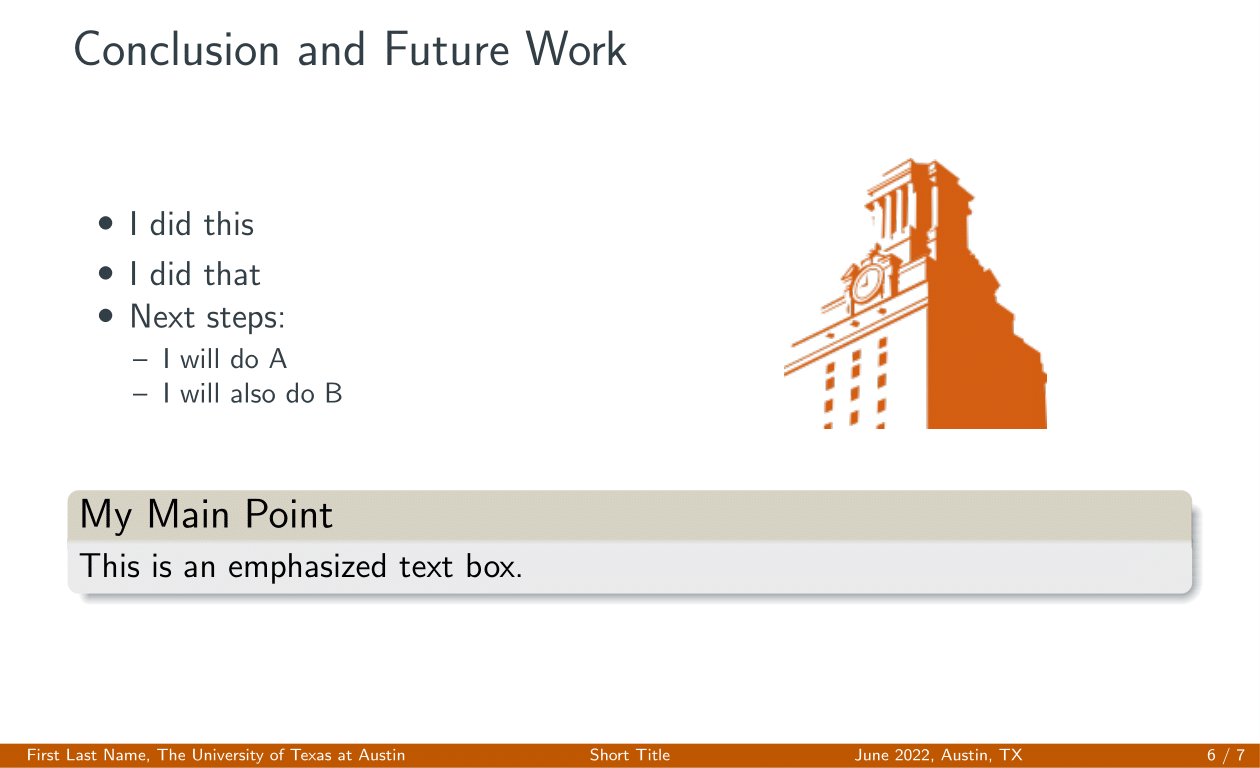 Conclusion and Future Work
• I did this
• I did that
• Next steps:
– I will do A
– I will also do B
My Main Point
This is an emphasized text box.
First Last Name, The University of Texas at Austin Short Title June 2022, Austin, TX 6 / 7